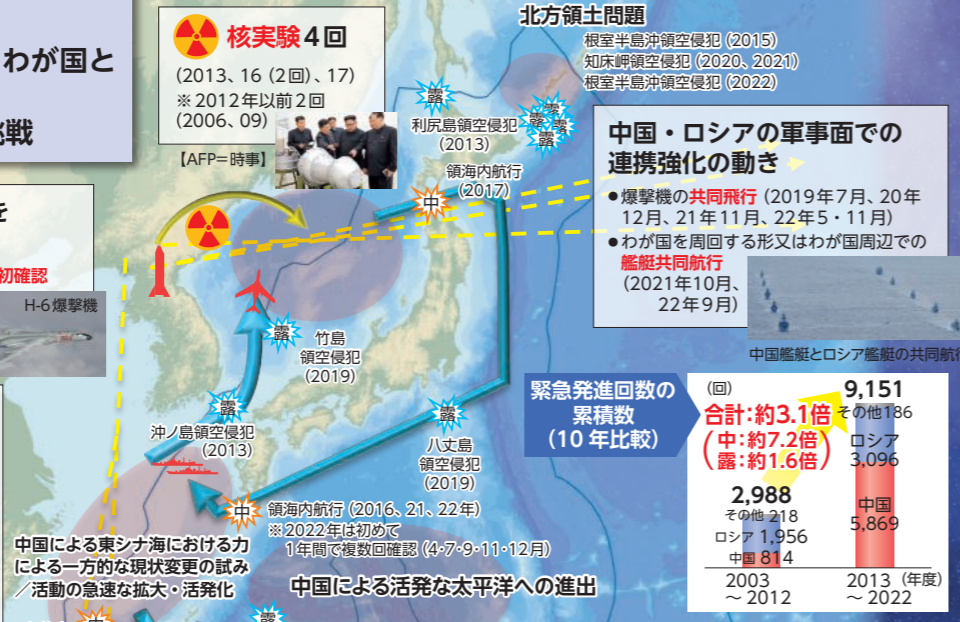 わが国と
挑戦
核実験4回
(2013、16(2回)、17)
※2012年以前2回
(2006、09)
【AFP=時事】
北方領土問題
根室半島沖領空侵犯(2015)
知床岬領空侵犯(2020、2021)
根室半島沖領空侵犯(2022)
露
露
露
露
露
利尻島領空侵犯
(2013)
領海内航行
(2017)
中
中国・ロシアの軍事面での
連携強化の動き
●爆撃機の共同飛行(2019年7月、20年
12月、21年11月、22年5・11月)
●わが国を周回する形又はわが国周辺での
艦艇共同航行
(2021年10月、
22年9月)
中国艦艇とロシア艦艇の共同航行
を
初確認
H-6爆撃機
露
竹島
領空侵犯
(2019)
露
沖ノ島領空侵犯
(2013)
露
八丈島
領空侵犯
(2019)
中
領海内航行(2016、21、22年)
※2022年は初めて
1年間で複数回確認(4・7・9・11・12月)
中国による東シナ海における力
による一方的な現状変更の試み
/活動の急速な拡大・活発化
中国による活発な太平洋への進出
中
露
緊急発進回数の
累積数
(10年比較)
(回)
合計:約3.1倍
(中:約7.2倍
露:約1.6倍)
2,988
その他 218
ロシア 1,956
中国 814
2003
~2012
9,151
その他186
ロシア
3,096
中国
5,869
2013 (年度)
~2022